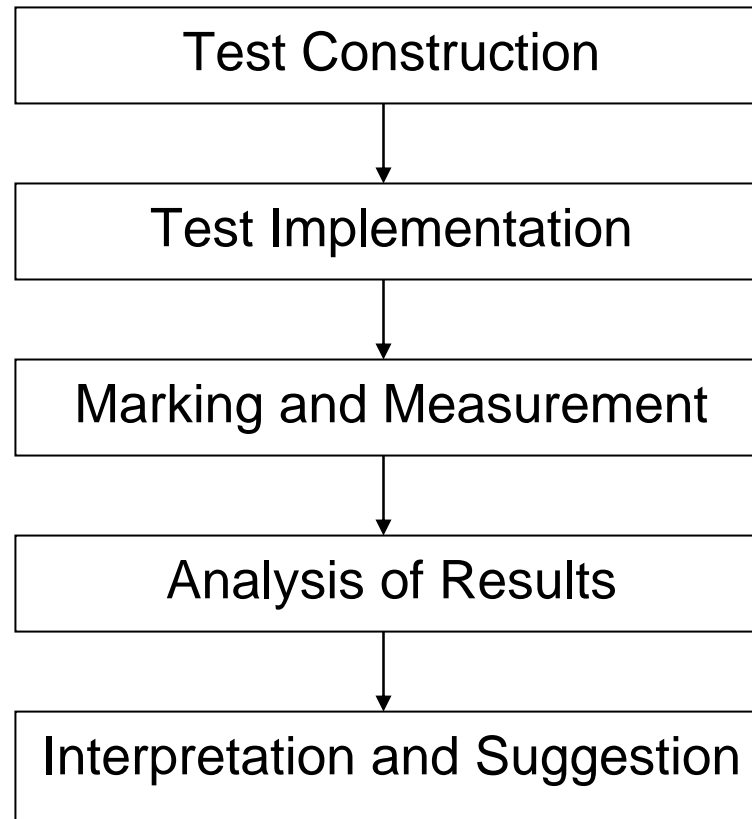 Test Construction
Test Implementation
Marking and Measurement
Analysis of Results
Interpretation and Suggestion